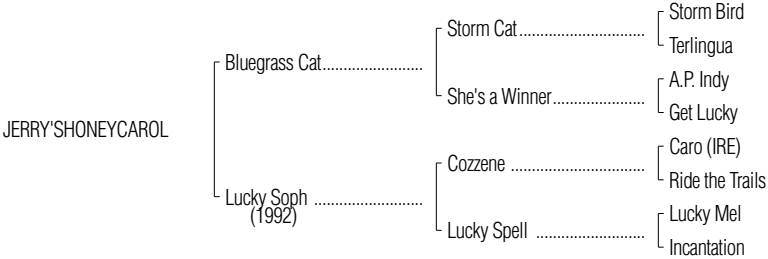 Storm Bird
Storm Cat..............................
Terlingua
Bluegrass Cat........................
A.P. Indy
She's a Winner......................
Get Lucky
JERRY'SHONEYCAROL
Caro (IRE)
Cozzene ................................
Ride the Trails
Lucky Soph ..........................
(1992)
Lucky Mel
Lucky Spell ..........................
Incantation